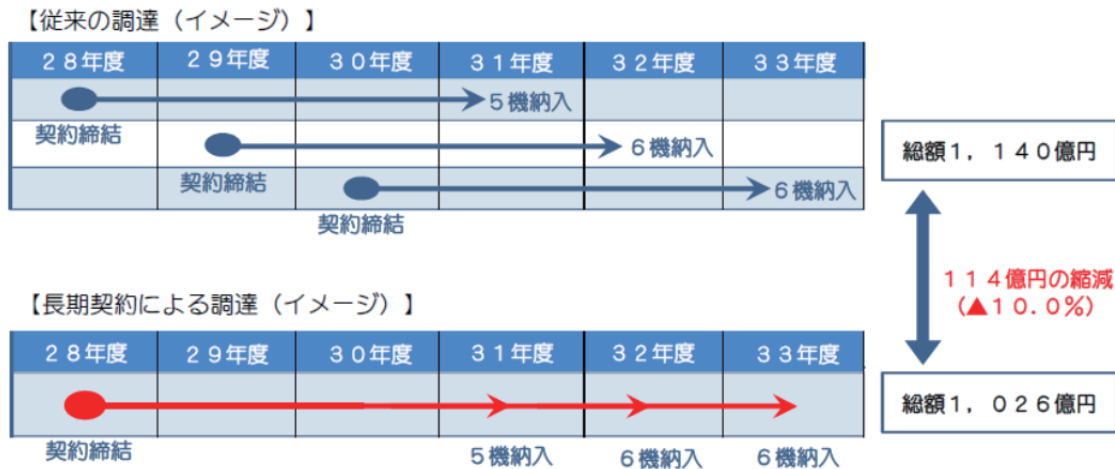 【従来の調達（イメージ）】
２８年度 ２９年度 ３０年度 ３１年度 ３２年度 ３３年度
５機納入
契約締結
６機納入
契約締結
６機納入
契約締結
総額１，１４０億円
１１４億円の縮減
（▲１０．０％）
【長期契約による調達（イメージ）】
２８年度 ２９年度 ３０年度 ３１年度 ３２年度 ３３年度
契約締結
５機納入 ６機納入 ６機納入
総額１，０２６億円